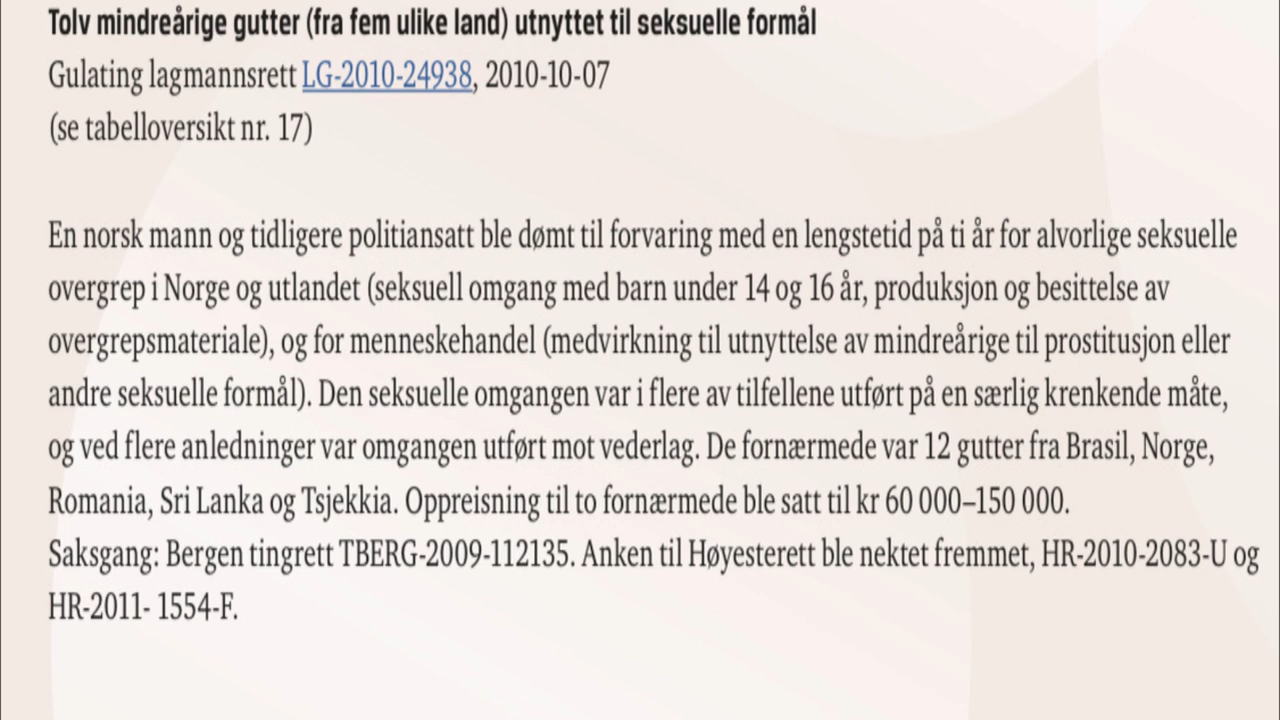 Tolv mindreårige gutter (fra fem ulike land) utnyttet til seksuelle formål
Gulating lagmannsrett LG-2010-24938, 2010-10-07
(se tabelloversikt nr. 17)
En norsk mann og tidligere politiansatt ble dømt til forvaring med en lengstetid på ti år for alvorlige seksuelle
overgrep i Norge og utlandet (seksuell omgang med barn under 14 og 16 år, produksjon og besittelse av
overgrepsmateriale), og for menneskehandel (medvirkning til utnyttelse av mindreårige til prostitusjon eller
andre seksuelle formål). Den seksuelle omgangen var i flere av tilfellene utført på en særlig krenkende måte,
og ved flere anledninger var omgangen utført mot vederlag. De fornærmede var 12 gutter fra Brasil, Norge,
Romania, Sri Lanka og Tsjekkia. Oppreisning til to fornærmede ble satt til kr 60 000–150 000.
Saksgang: Bergen tingrett TBERG-2009-112135. Anken til Høyesterett ble nektet fremmet, HR-2010-2083-U og
HR-2011- 1554-F.